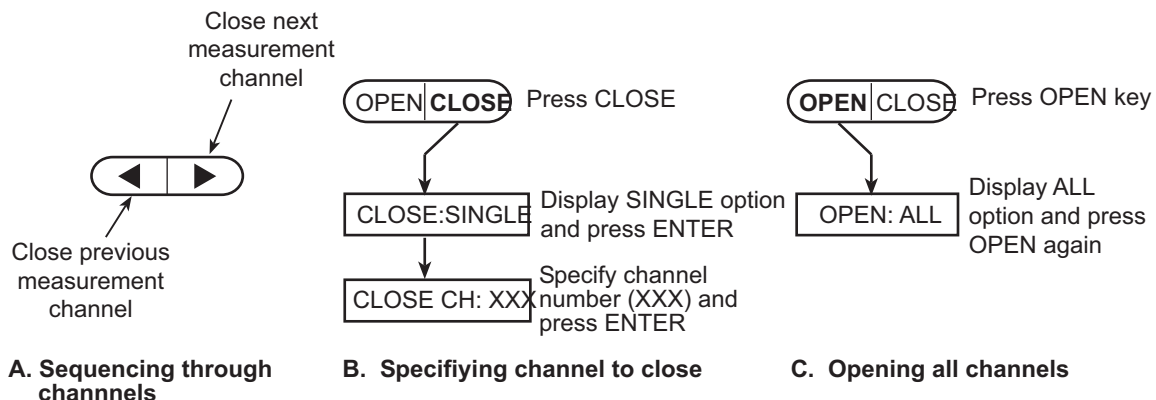 Close next
measurement
channel
Close previous
measurement
channel
A. Sequencing through
channnels
OPEN CLOSE
Press CLOSE
CLOSE:SINGLE
Display SINGLE option
and press ENTER
CLOSE CH: XXX
Specify channel
number (XXX) and
press ENTER
B. Specifiying channel to close
OPEN CLOSE
Press OPEN key
OPEN: ALL
Display ALL
option and press
OPEN again
C. Opening all channels